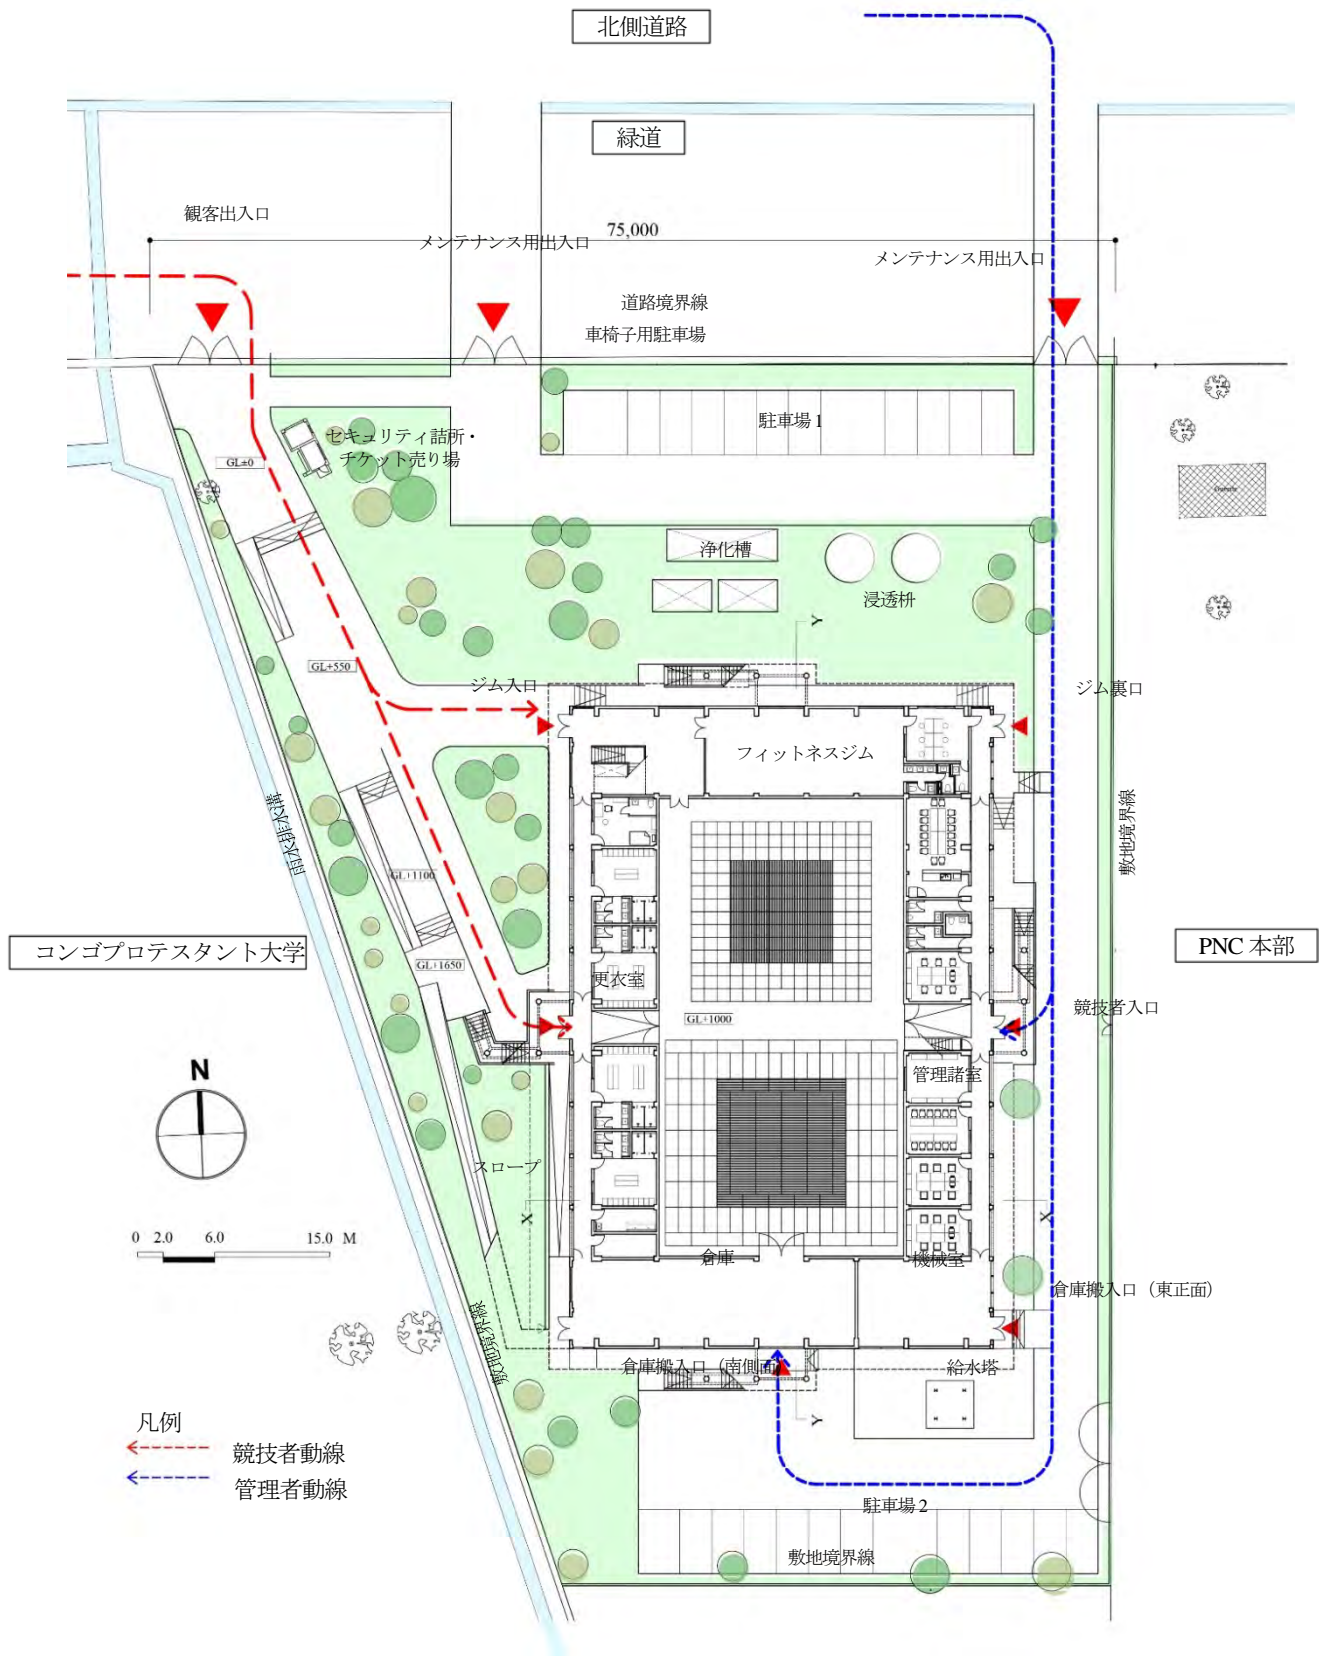 北側道路
緑道
観客出入口
75,000
メンテナンス用出入口
メンテナンス用出入口
道路境界線
車椅子用駐車場
駐車場 1
セキュリティ詰所・
チケット売り場
GL±0
浄化槽
浸透枡
Y
GL+550
ジム入口
ジム裏口
フィットネスジム
雨水排水溝
敷地境界線
GL+1100
コンゴプロテスタント大学
GL+1650
更衣室
PNC 本部
GL+1000
競技者入口
N
管理諸室
スロープ
X
X
0 2.0 6.0 15.0 M
倉庫
機械室
倉庫搬入口（東正面）
敷地境界線
倉庫搬入口（南側面）
給水塔
Y
凡例
競技者動線
管理者動線
駐車場 2
敷地境界線